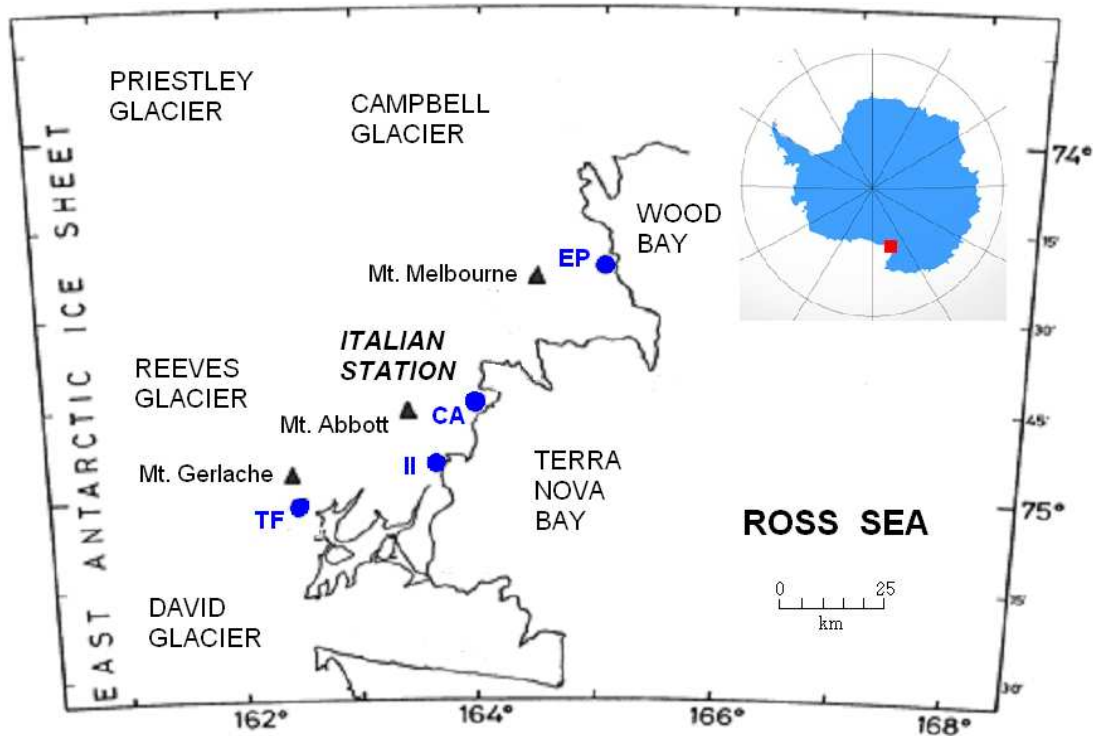 PRIESTLEY
GLACIER
CAMPBELL
GLACIER
EAST ANTARCTIC ICE SHEET
74°
WOOD
BAY
15'
EP
Mt. Melbourne
30'
ITALIAN
STATION
REEVES
GLACIER
CA
Mt. Abbott
45'
II
TERRA
NOVA
BAY
Mt. Gerlache
TF
75°
ROSS SEA
0 25
km
15'
DAVID
GLACIER
30'
162° 164° 166° 168°